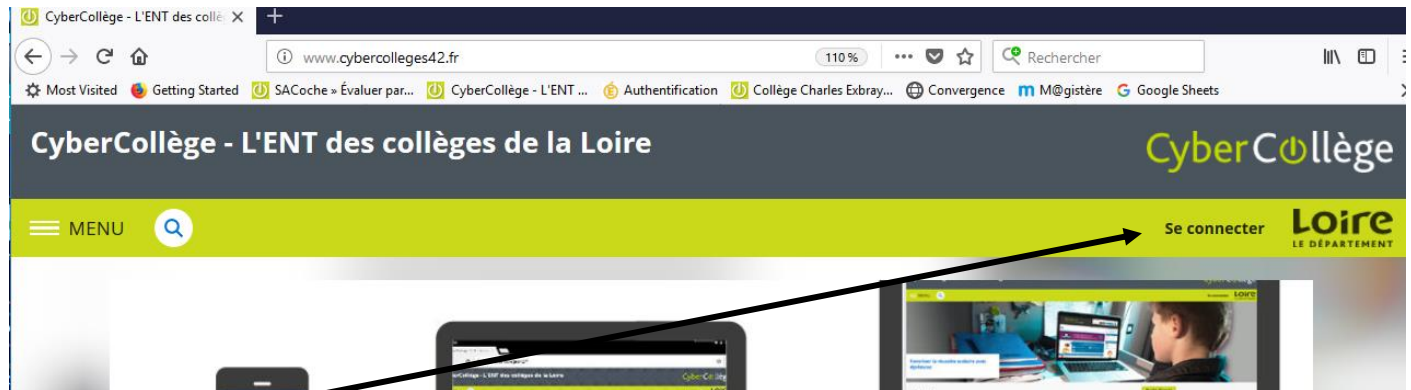 CyberCollège - L'ENT des collè
www.cybercolleges42.fr 110 % Rechercher
Most Visited Getting Started SACoche » Évaluer par... CyberCollège - L'ENT ... Authentification Collège Charles Exbray... Convergence M@gistère Google Sheets
CyberCollège - L'ENT des collèges de la Loire CyberCollège
MENU Se connecter Loire
LE DÉPARTEMENT